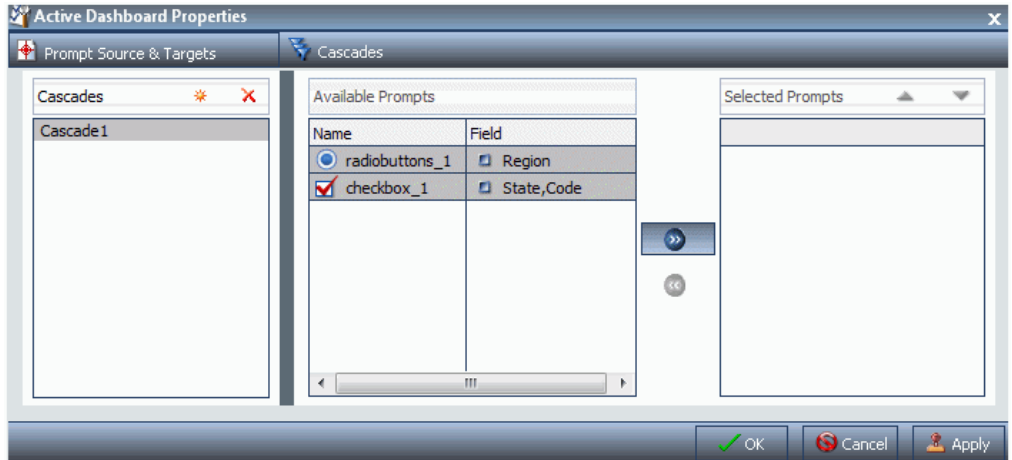 Active Dashboard Properties
x
Prompt Source & Targets
Cascades
Cascades
Available Prompts
Selected Prompts
Cascade1
Name Field
radiobuttons_1 Region
checkbox_1 State,Code
OK Cancel Apply